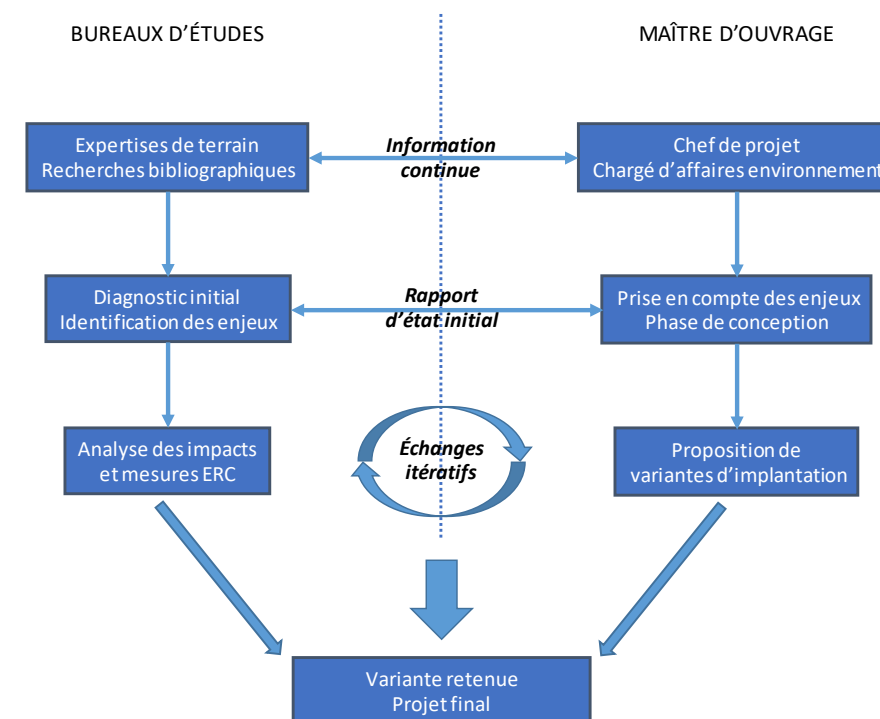 BUREAUX D'ÉTUDES
MAÎTRE D'OUVRAGE
Expertises de terrain
Recherches bibliographiques
Information
continue
Chef de projet
Chargé d'affaires environnement
Diagnostic initial
Identification des enjeux
Rapport
d'état initial
Prise en compte des enjeux
Phase de conception
Analyse des impacts
et mesures ERC
Échanges
itératifs
Proposition de
variantes d'implantation
Variante retenue
Projet final